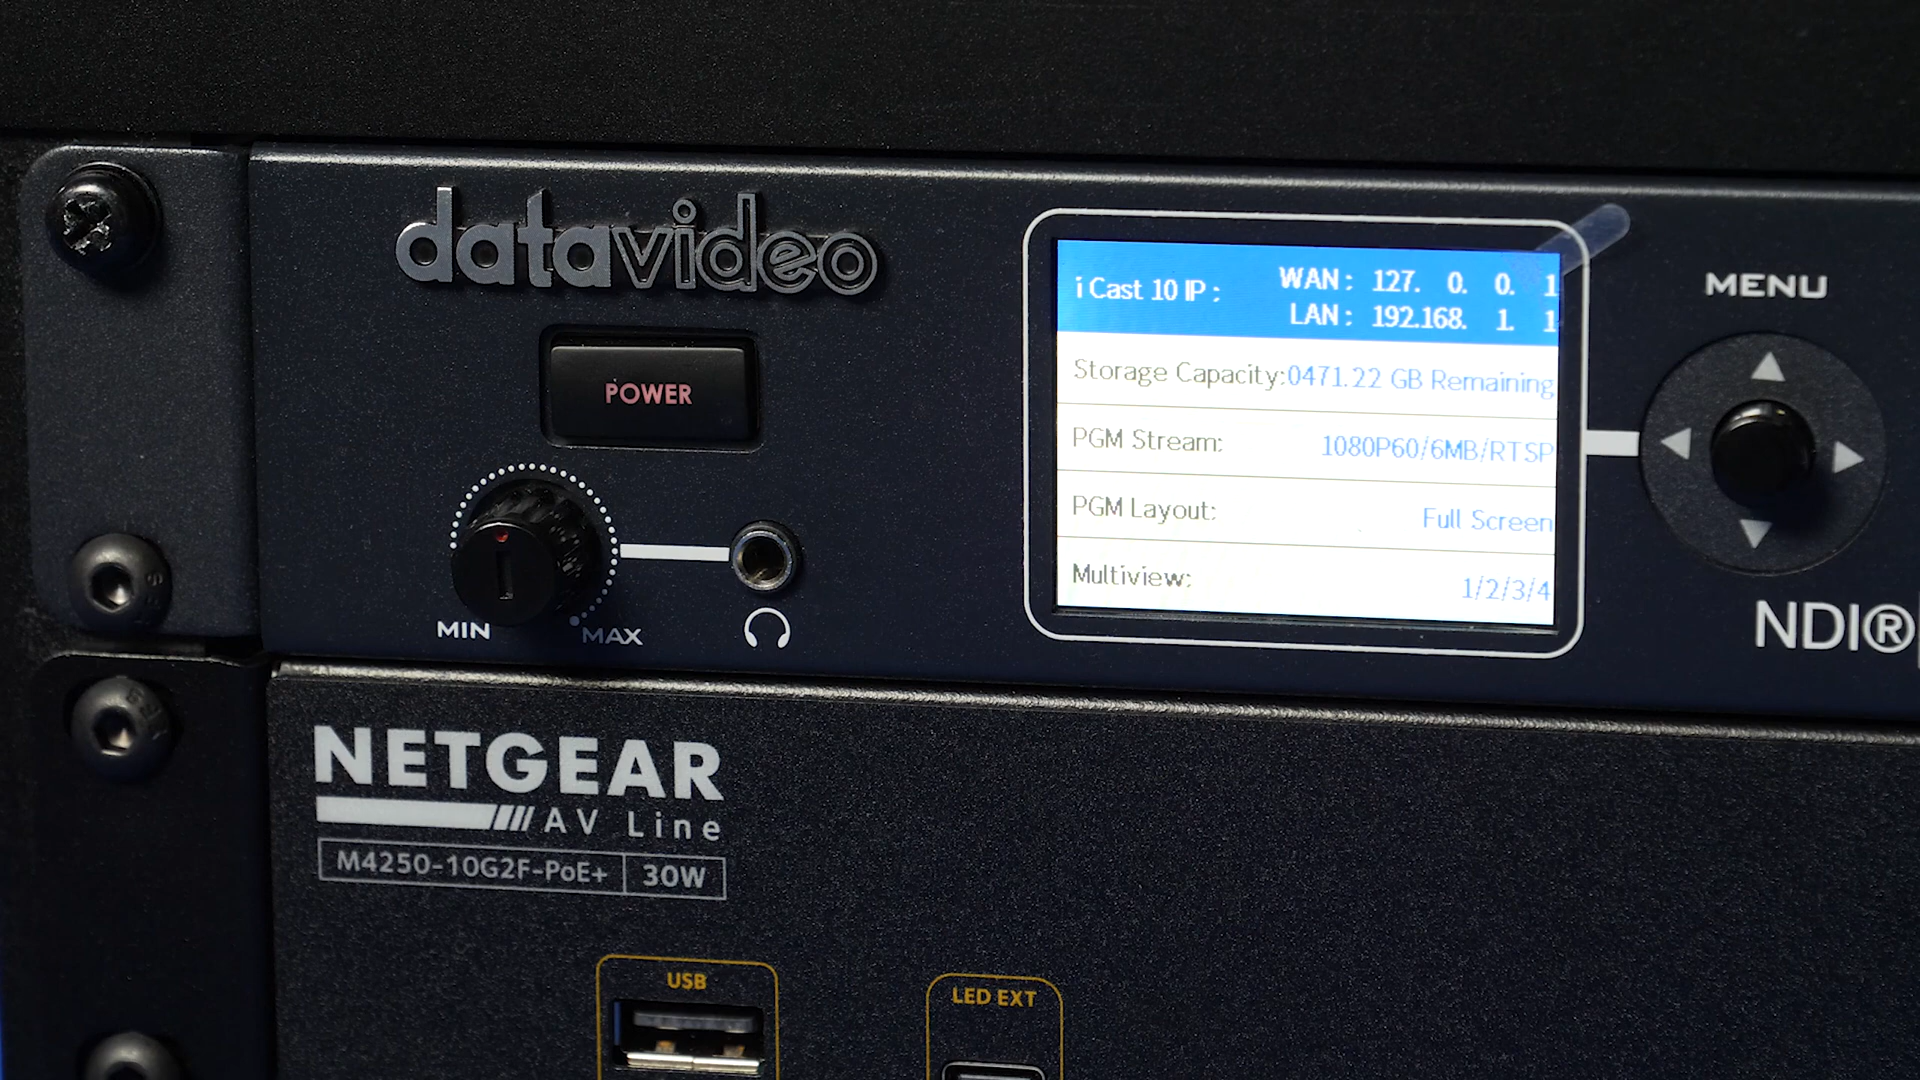 datavideo
POWER
MIN
MAX
i Cast 10 IP :
WAN : 127. 0. 0. 1
LAN : 192.168. 1. 1
Storage Capacity:0471.22 GB Remaining
PGM Stream: 1080P60/6MB/RTSP
PGM Layout: Full Screen
Multiview: 1/2/3/4
MENU
NDI®
NETGEAR
AV Line
M4250-10G2F-PoE+ 30W
USB
LED EXT